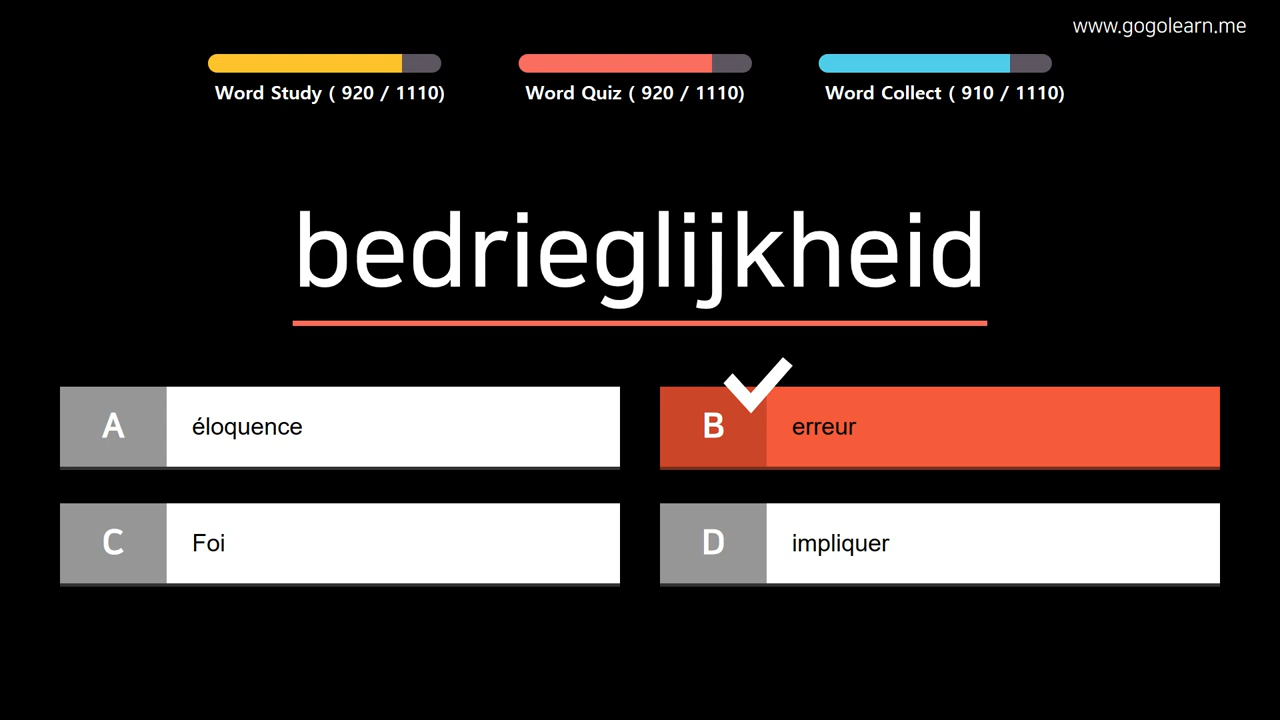 www.gogolearn.me
Word Study ( 920 / 1110)
Word Quiz ( 920 / 1110)
Word Collect ( 910 / 1110)
bedrieglijkheid
A éloquence
B erreur
C Foi
D impliquer